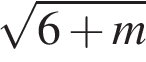 √(6 + m)